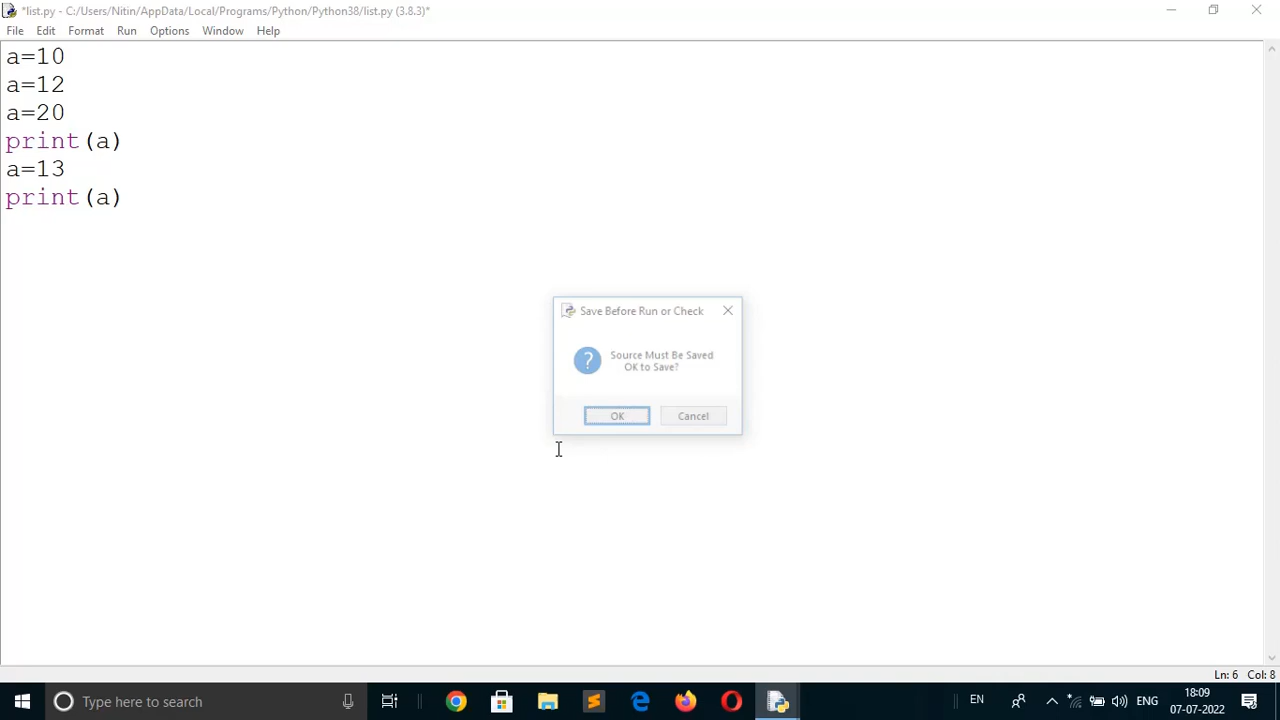 *list.py - C:/Users/Nitin/AppData/Local/Programs/Python/Python38/list.py (3.8.3)*
File Edit Format Run Options Window Help
a=10
a=12
a=20
print(a)
a=13
print(a)
Save Before Run or Check
? Source Must Be Saved
OK to Save?
OK Cancel
Ln: 6 Col: 8
Type here to search
EN
ENG
18:09
07-07-2022